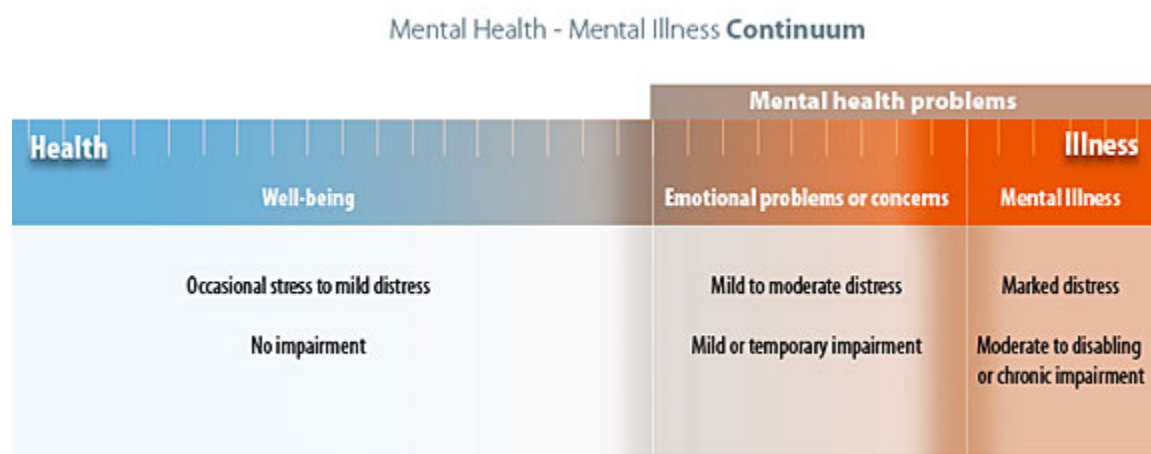 Mental Health - Mental Illness Continuum
Mental health problems
Health
Illness
Well-being
Emotional problems or concerns
Mental Illness
Occasional stress to mild distress
Mild to moderate distress
Marked distress
No impairment
Mild or temporary impairment
Moderate to disabling
or chronic impairment